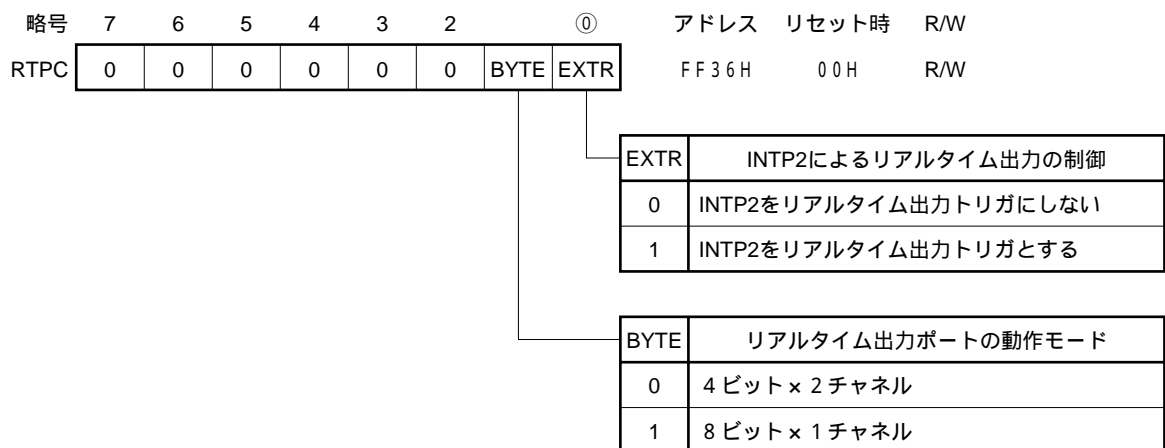 略号 7 6 5 4 3 2 ⓪ アドレス リセット時 R/W
RTPC 0 0 0 0 0 0 BYTE EXTR FF36H 00H R/W
EXTR INTP2によるリアルタイム出力の制御
0 INTP2をリアルタイム出力トリガにしない
1 INTP2をリアルタイム出力トリガとする
BYTE リアルタイム出力ポートの動作モード
0 4ビット×2チャネル
1 8ビット×1チャネル